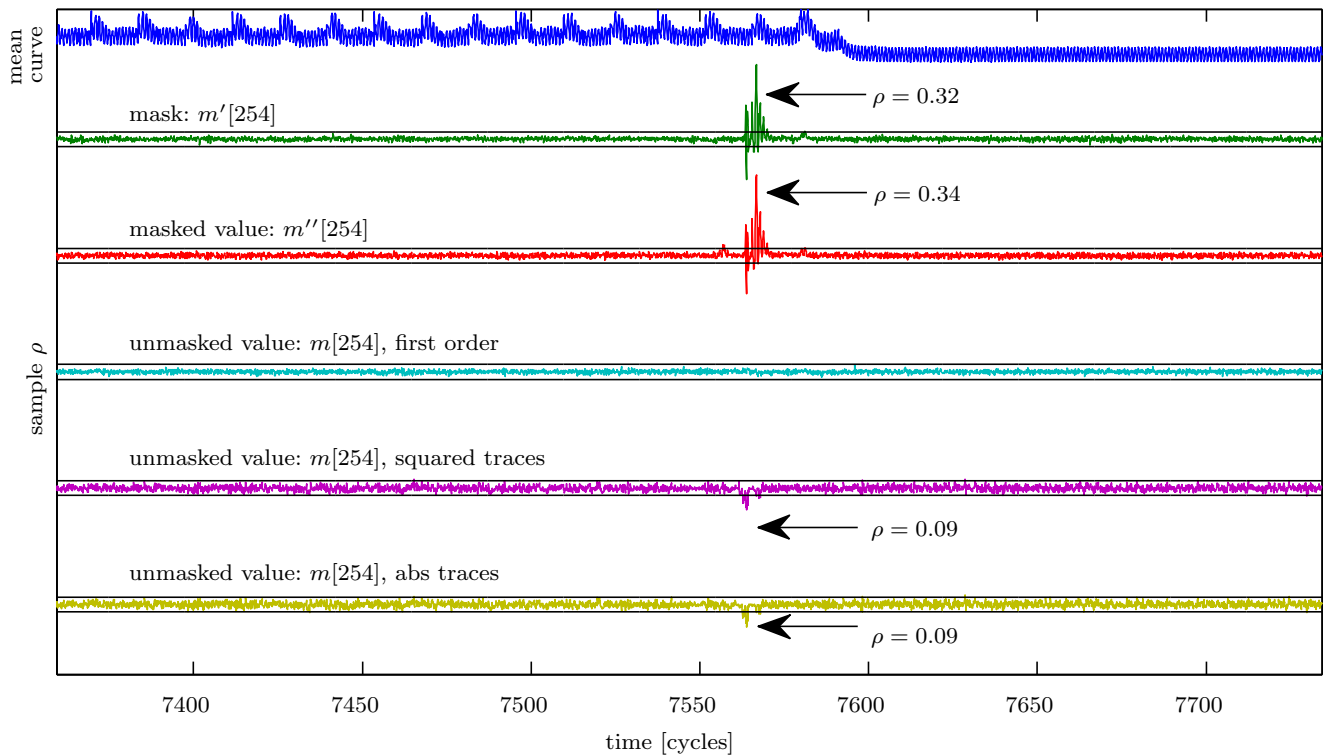 mean
curve
ρ = 0.32
mask: m′[254]
ρ = 0.34
masked value: m′′[254]
unmasked value: m[254], first order
sample ρ
unmasked value: m[254], squared traces
ρ = 0.09
unmasked value: m[254], abs traces
ρ = 0.09
7400 7450 7500 7550 7600 7650 7700
time [cycles]